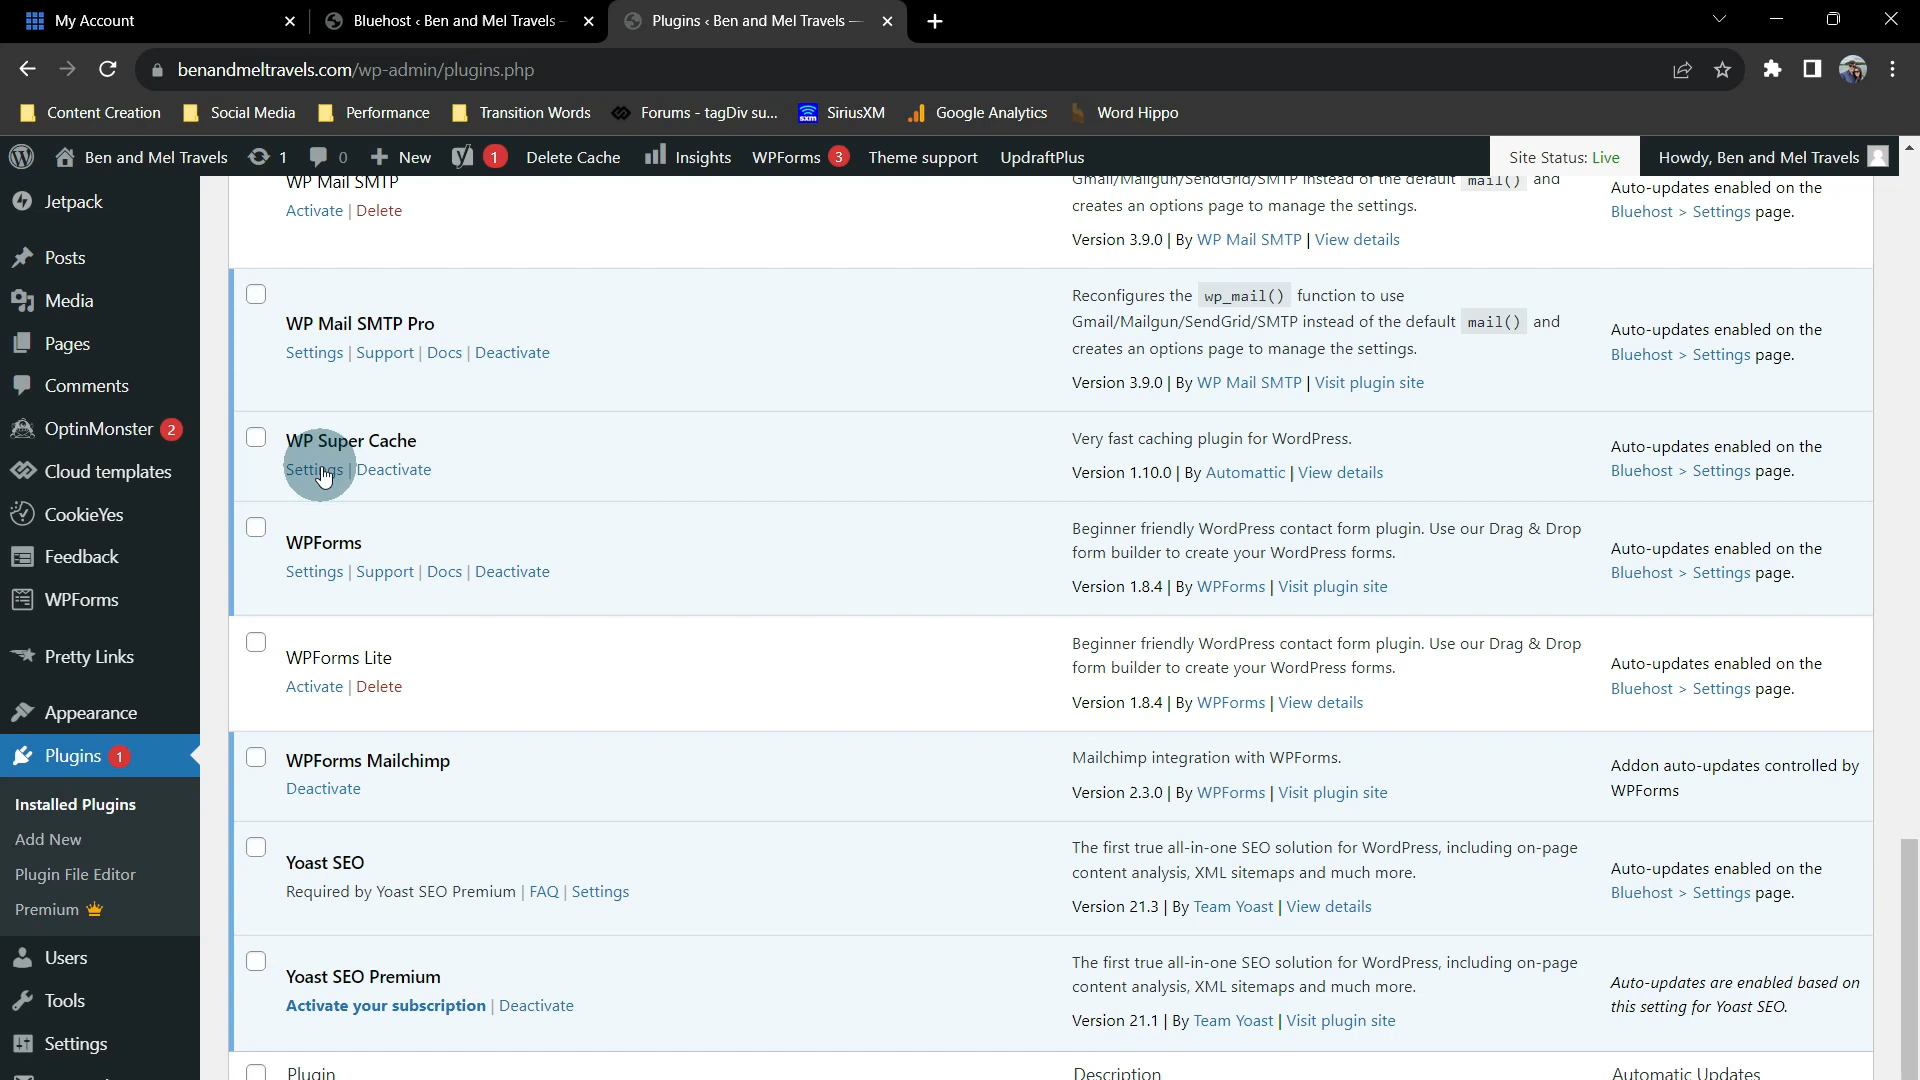 My Account
Bluehost ‹ Ben and Mel Travels –
Plugins ‹ Ben and Mel Travels —
benandmeltravels.com/wp-admin/plugins.php
Content Creation
Social Media
Performance
Transition Words
Forums - tagDiv su...
SiriusXM
Google Analytics
Word Hippo
Ben and Mel Travels
1
0
New
1
Delete Cache
Insights
WPForms 3
Theme support
UpdraftPlus
Site Status: Live
Howdy, Ben and Mel Travels
Jetpack
Posts
Media
Pages
Comments
OptinMonster 2
Cloud templates
CookieYes
Feedback
WPForms
Pretty Links
Appearance
Plugins 1
Installed Plugins
Add New
Plugin File Editor
Premium
Users
Tools
Settings
WP Mail SMTP
Activate | Delete
Gmail/Mailgun/SendGrid/SMTP instead of the default mail() and
creates an options page to manage the settings.
Version 3.9.0 | By WP Mail SMTP | View details
Auto-updates enabled on the
Bluehost > Settings page.
WP Mail SMTP Pro
Settings | Support | Docs | Deactivate
Reconfigures the wp_mail() function to use
Gmail/Mailgun/SendGrid/SMTP instead of the default mail() and
creates an options page to manage the settings.
Version 3.9.0 | By WP Mail SMTP | Visit plugin site
Auto-updates enabled on the
Bluehost > Settings page.
WP Super Cache
Settings | Deactivate
Very fast caching plugin for WordPress.
Version 1.10.0 | By Automattic | View details
Auto-updates enabled on the
Bluehost > Settings page.
WPForms
Settings | Support | Docs | Deactivate
Beginner friendly WordPress contact form plugin. Use our Drag & Drop
form builder to create your WordPress forms.
Version 1.8.4 | By WPForms | Visit plugin site
Auto-updates enabled on the
Bluehost > Settings page.
WPForms Lite
Activate | Delete
Beginner friendly WordPress contact form plugin. Use our Drag & Drop
form builder to create your WordPress forms.
Version 1.8.4 | By WPForms | View details
Auto-updates enabled on the
Bluehost > Settings page.
WPForms Mailchimp
Deactivate
Mailchimp integration with WPForms.
Version 2.3.0 | By WPForms | Visit plugin site
Addon auto-updates controlled by
WPForms
Yoast SEO
Required by Yoast SEO Premium | FAQ | Settings
The first true all-in-one SEO solution for WordPress, including on-page
content analysis, XML sitemaps and much more.
Version 21.3 | By Team Yoast | View details
Auto-updates enabled on the
Bluehost > Settings page.
Yoast SEO Premium
Activate your subscription | Deactivate
The first true all-in-one SEO solution for WordPress, including on-page
content analysis, XML sitemaps and much more.
Version 21.1 | By Team Yoast | Visit plugin site
Auto-updates are enabled based on
this setting for Yoast SEO.
Plugin
Description
Automatic Updates